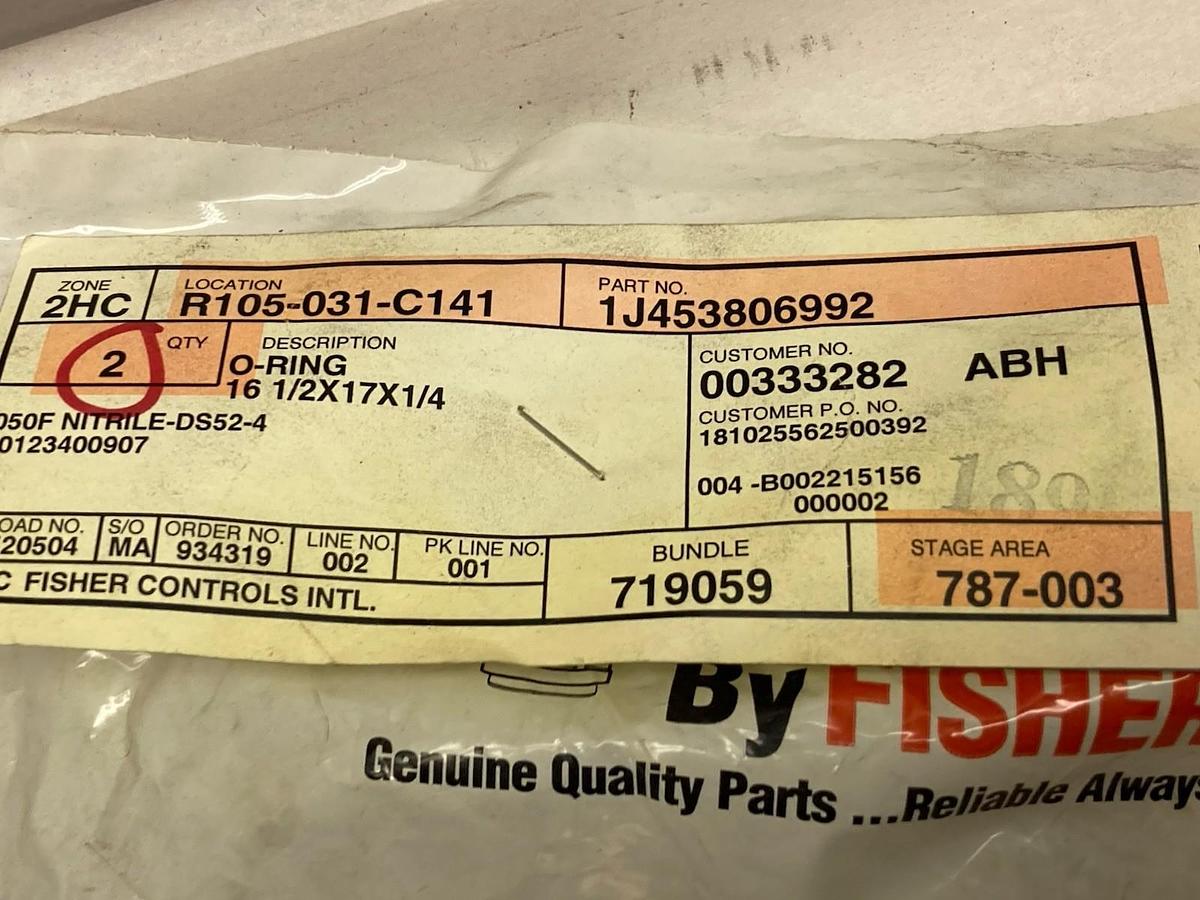 ZONE
2HC
LOCATION
R105-031-C141
PART NO.
1J453806992
2
QTY
DESCRIPTION
O-RING
16 1/2X17X1/4
050F NITRILE-DS52-4
0123400907
CUSTOMER NO.
00333282 ABH
CUSTOMER P.O. NO.
181025562500392
004 -B002215156
000002
180
OAD NO.
20504
S/O
MA
ORDER NO.
934319
LINE NO.
002
PK LINE NO.
001
C FISHER CONTROLS INTL.
BUNDLE
719059
STAGE AREA
787-003
By FISHER
Genuine Quality Parts ...Reliable Always